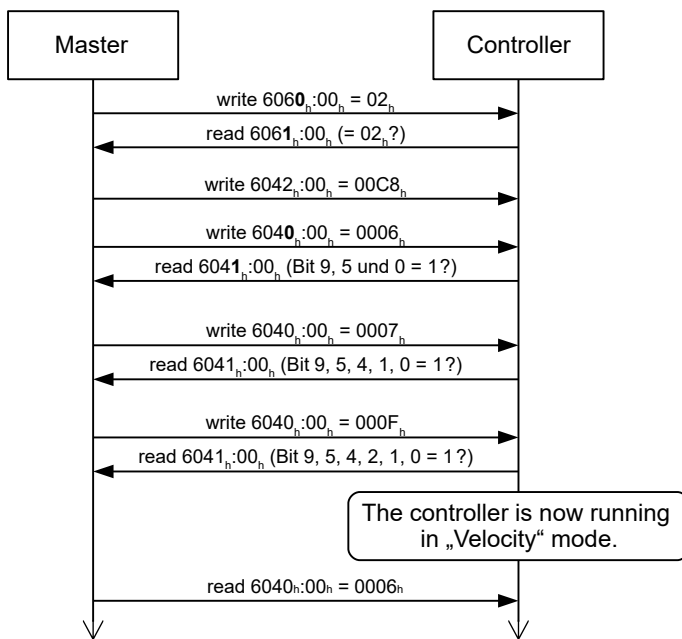 Master
Controller
write 6060ₕ:00ₕ = 02ₕ
read 6061ₕ:00ₕ (= 02ₕ?)
write 6042ₕ:00ₕ = 00C8ₕ
write 6040ₕ:00ₕ = 0006ₕ
read 6041ₕ:00ₕ (Bit 9, 5 und 0 = 1?)
write 6040ₕ:00ₕ = 0007ₕ
read 6041ₕ:00ₕ (Bit 9, 5, 4, 1, 0 = 1?)
write 6040ₕ:00ₕ = 000Fₕ
read 6041ₕ:00ₕ (Bit 9, 5, 4, 2, 1, 0 = 1?)
The controller is now running
in „Velocity“ mode.
read 6040ₕ:00ₕ = 0006ₕ